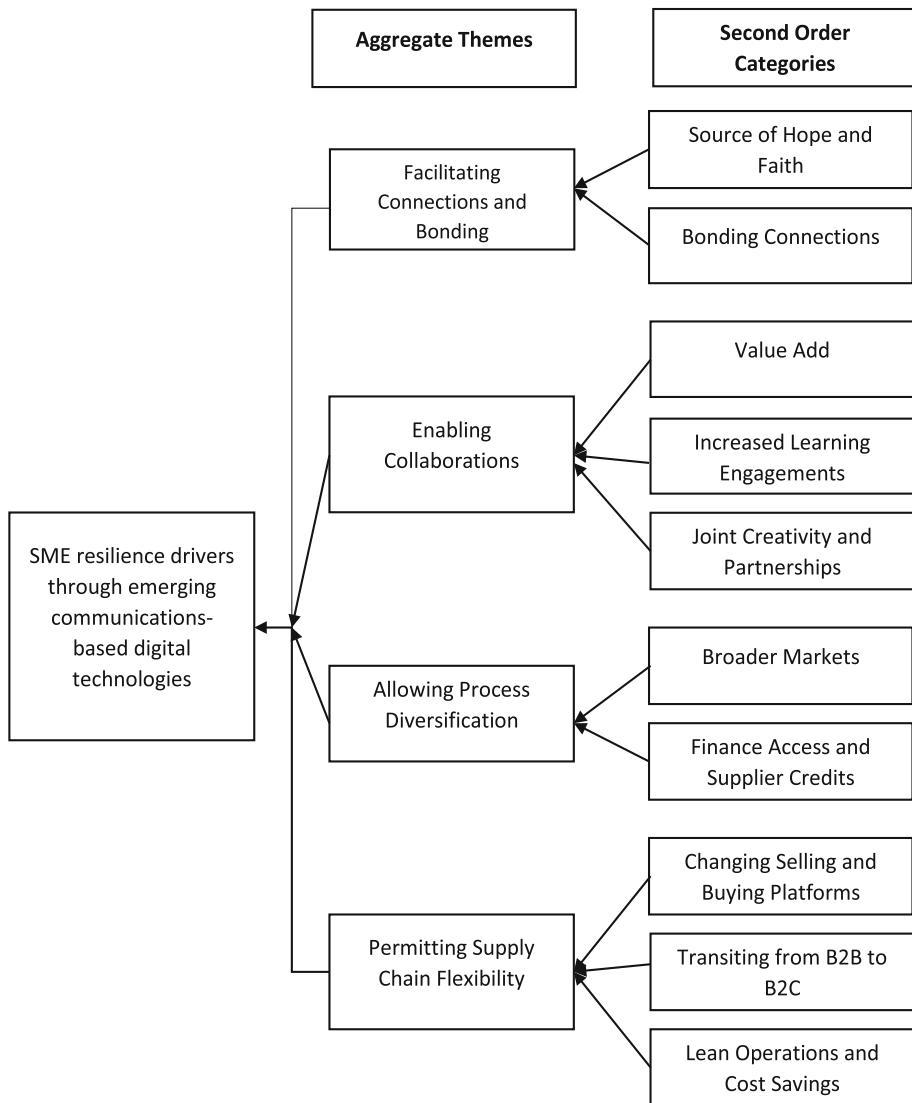 Aggregate Themes
Second Order
Categories
Source of Hope and
Faith
Facilitating
Connections and
Bonding
Bonding Connections
Value Add
Enabling
Collaborations
Increased Learning
Engagements
Joint Creativity and
Partnerships
SME resilience drivers
through emerging
communications-
based digital
technologies
Broader Markets
Allowing Process
Diversification
Finance Access and
Supplier Credits
Changing Selling and
Buying Platforms
Permitting Supply
Chain Flexibility
Transiting from B2B to
B2C
Lean Operations and
Cost Savings